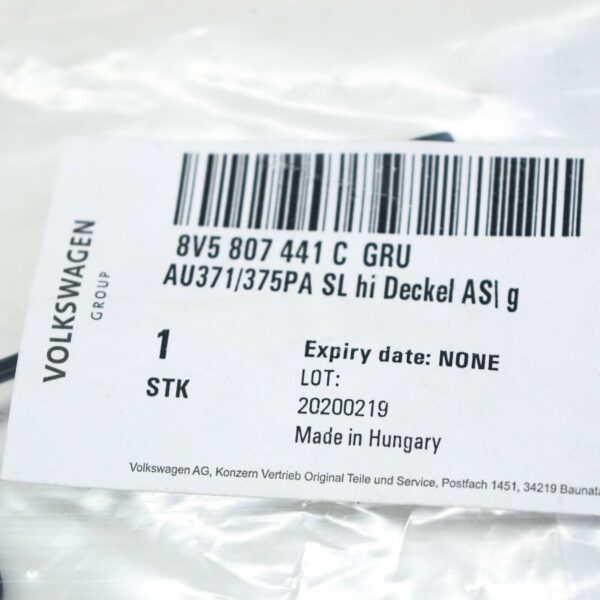 VOLKSWAGEN
GROUP
8V5 807 441 C GRU
AU371/375PA SL hi Deckel AS\ g
1
STK
Expiry date: NONE
LOT:
20200219
Made in Hungary
Volkswagen AG, Konzern Vertrieb Original Teile und Service, Postfach 1451, 34219 Baunata